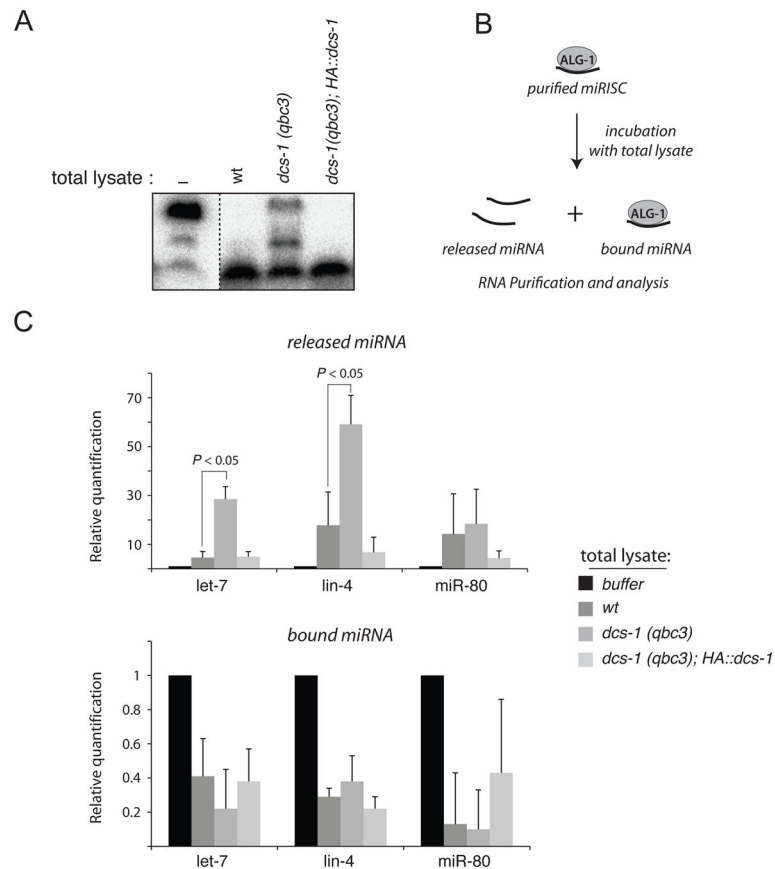 A
total lysate :
–
wt
dcs-1 (qbc3)
dcs-1(qbc3); HA::dcs-1
B
ALG-1
purified miRISC
incubation
with total lysate
+
ALG-1
released miRNA
bound miRNA
RNA Purification and analysis
C
released miRNA
Relative quantification
70
50
30
10
P < 0.05
P < 0.05
let-7
lin-4
miR-80
bound miRNA
Relative quantification
1
0.8
0.6
0.4
0.2
let-7
lin-4
miR-80
total lysate:
buffer
wt
dcs-1 (qbc3)
dcs-1 (qbc3); HA::dcs-1